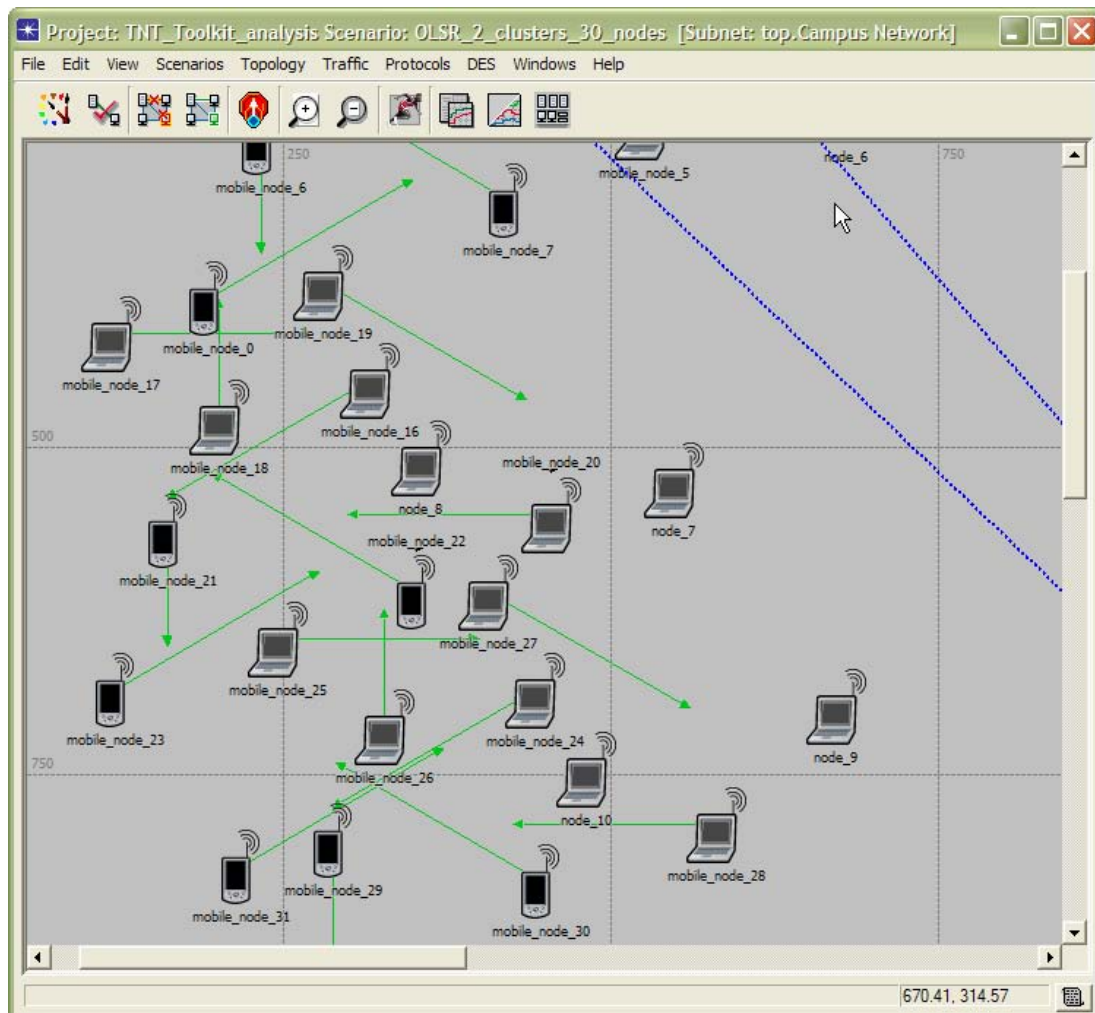 Project: TNT_Toolkit_analysis Scenario: OLSR_2_clusters_30_nodes [Subnet: top.Campus Network]
File Edit View Scenarios Topology Traffic Protocols DES Windows Help
250
node_6
750
mobile_node_6
mobile_node_5
mobile_node_7
mobile_node_19
mobile_node_0
mobile_node_17
mobile_node_16
500
mobile_node_18
mobile_node_20
node_8
node_7
mobile_node_22
mobile_node_21
mobile_node_27
mobile_node_25
mobile_node_23
mobile_node_24
node_9
750
mobile_node_26
node_10
mobile_node_28
mobile_node_29
mobile_node_31
mobile_node_30
670.41, 314.57